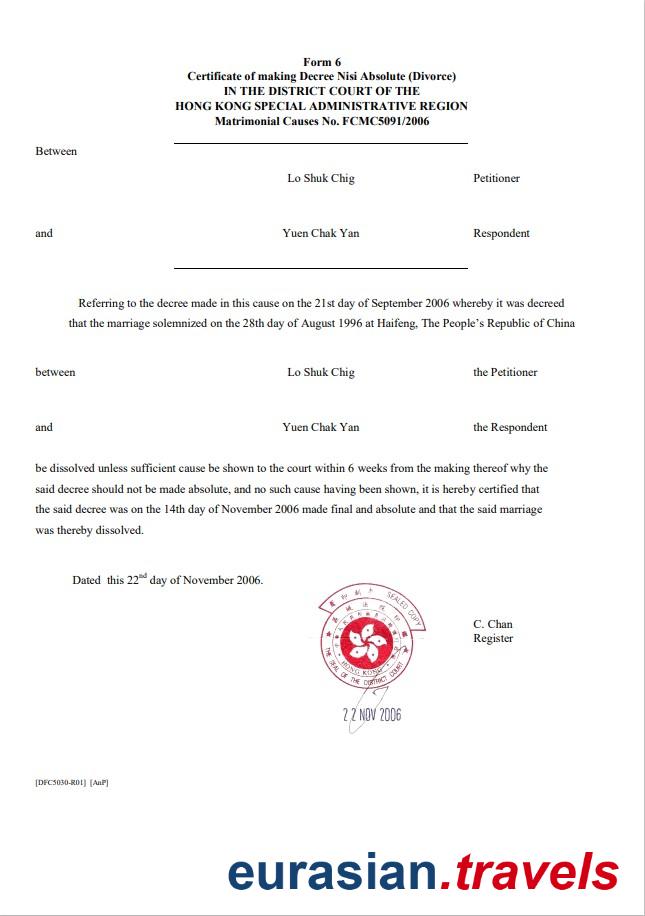 Form 6
Certificate of making Decree Nisi Absolute (Divorce)
IN THE DISTRICT COURT OF THE
HONG KONG SPECIAL ADMINISTRATIVE REGION
Matrimonial Causes No. FCMC5091/2006
Between
Lo Shuk Chig Petitioner
and Yuen Chak Yan Respondent
Referring to the decree made in this cause on the 21st day of September 2006 whereby it was decreed
that the marriage solemnized on the 28th day of August 1996 at Haifeng, The People’s Republic of China
between Lo Shuk Chig the Petitioner
and Yuen Chak Yan the Respondent
be dissolved unless sufficient cause be shown to the court within 6 weeks from the making thereof why the
said decree should not be made absolute, and no such cause having been shown, it is hereby certified that
the said decree was on the 14th day of November 2006 made final and absolute and that the said marriage
was thereby dissolved.
Dated this 22nd day of November 2006.
SEALED COPY
HONG KONG
THE SEAL OF THE DISTRICT COURT
22 NOV 2006
C. Chan
Register
[DFC5030-R01] [AnP]
eurasian.travels